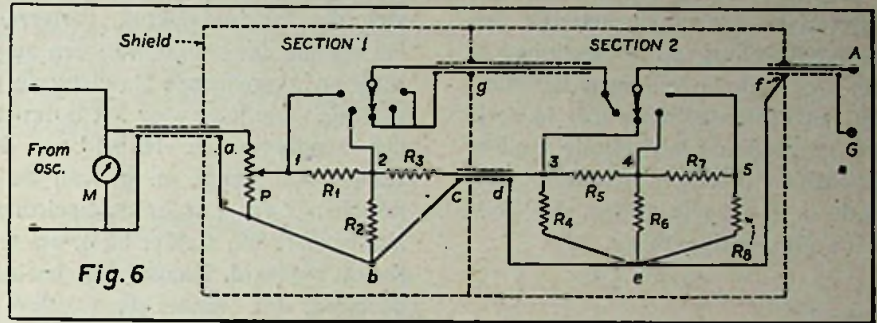 Shield
SECTION 1
SECTION 2
A
g
f
From
osc.
M
a
P
1
R1
2
R3
3
R5
4
R7
5
G
c
d
R2
R4
R6
R8
b
e
Fig.6